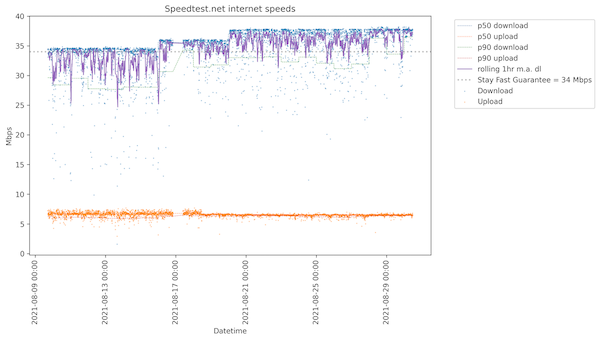 Speedtest.net internet speeds
40
35
30
25
20
15
10
5
0
Mbps
2021-08-09 00:00
2021-08-13 00:00
2021-08-17 00:00
2021-08-21 00:00
2021-08-25 00:00
2021-08-29 00:00
Datetime
p50 download
p50 upload
p90 download
p90 upload
rolling 1hr m.a. dl
Stay Fast Guarantee = 34 Mbps
Download
Upload